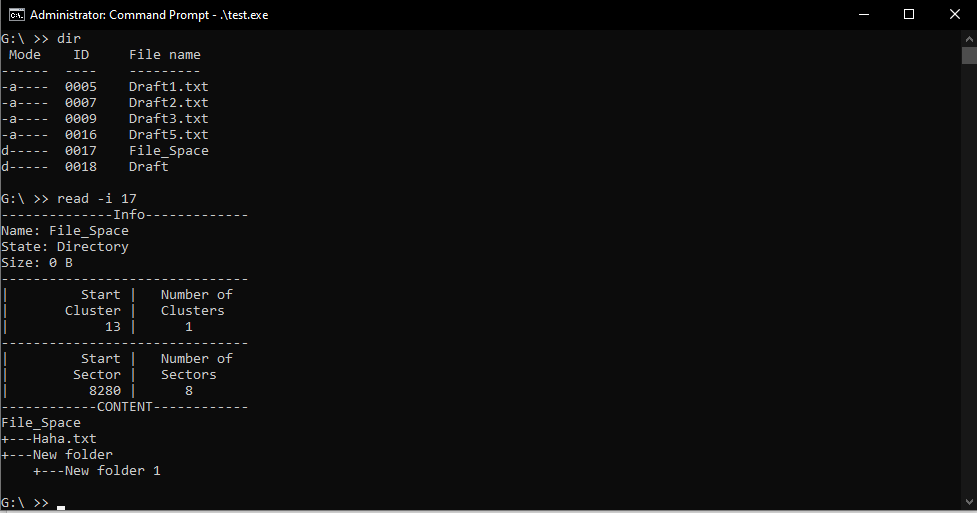 Administrator: Command Prompt - .\test.exe
G:\ >> dir
 Mode    ID     File name
------  ----    ---------
-a----  0005    Draft1.txt
-a----  0007    Draft2.txt
-a----  0009    Draft3.txt
-a----  0016    Draft5.txt
d-----  0017    File_Space
d-----  0018    Draft

G:\ >> read -i 17
--------------Info-------------
Name: File_Space
State: Directory
Size: 0 B
-------------------------------
|         Start |   Number of
|       Cluster |   Clusters
|            13 |      1
-------------------------------
|         Start |   Number of
|        Sector |   Sectors
|          8280 |      8
------------CONTENT------------
File_Space
+---Haha.txt
+---New folder
    +---New folder 1

G:\ >>